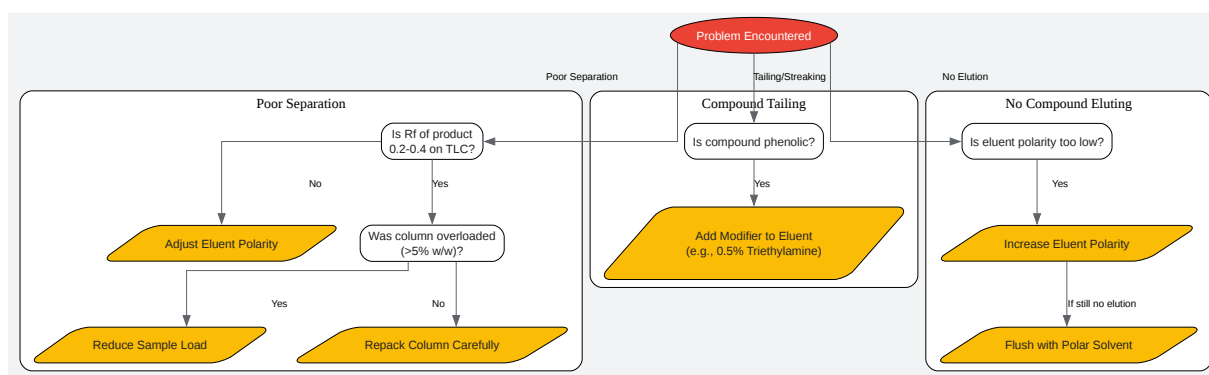 Problem Encountered
Poor Separation
Tailing/Streaking
No Elution
Poor Separation
Is Rf of product
0.2-0.4 on TLC?
No
Yes
Adjust Eluent Polarity
Was column overloaded
(>5% w/w)?
Yes
No
Reduce Sample Load
Repack Column Carefully
Compound Tailing
Is compound phenolic?
Yes
Add Modifier to Eluent
(e.g., 0.5% Triethylamine)
No Compound Eluting
Is eluent polarity too low?
Yes
Increase Eluent Polarity
If still no elution
Flush with Polar Solvent